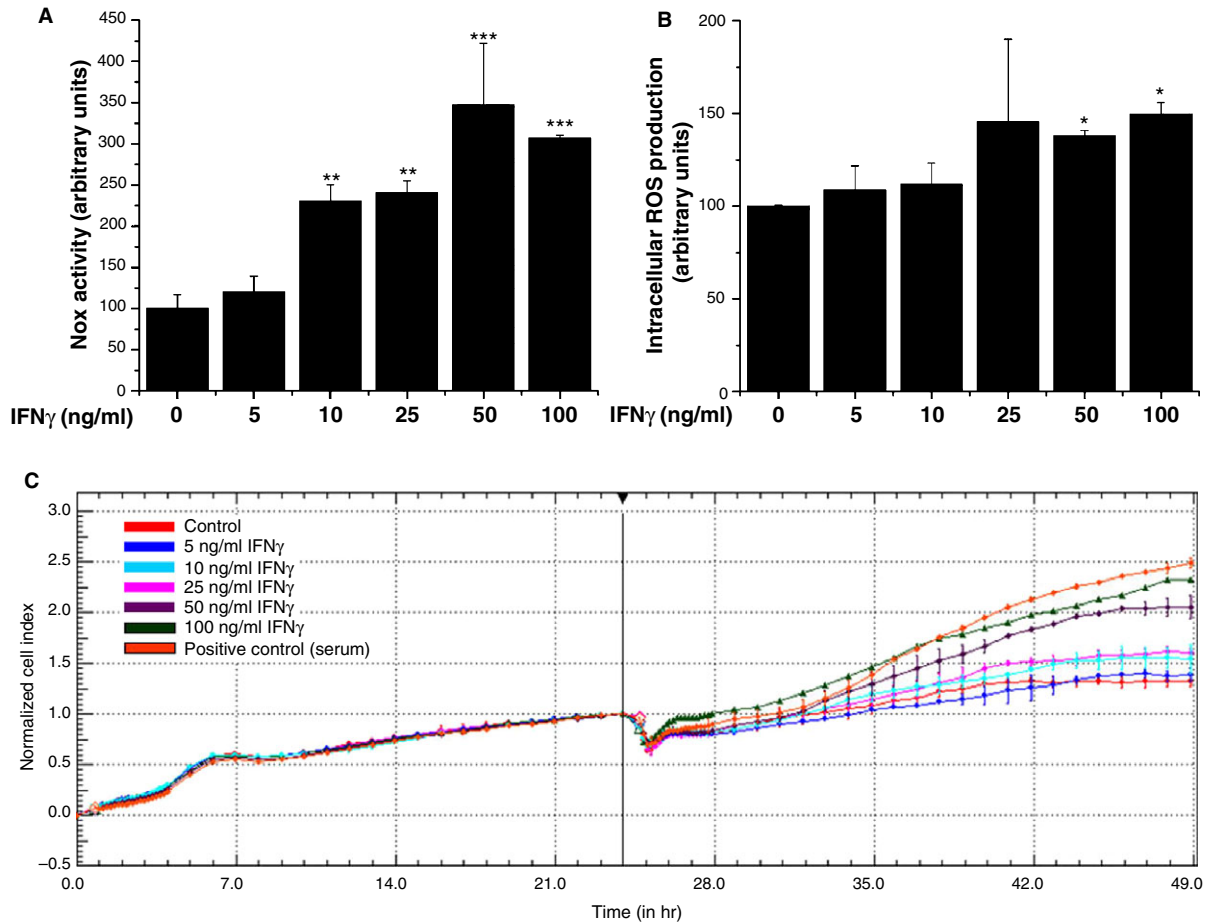 A
Nox activity (arbitrary units)
450
400
350
300
250
200
150
100
50
0
**
**
***
***
IFNγ (ng/ml)
0 5 10 25 50 100
B
Intracellular ROS production
(arbitrary units)
200
150
100
50
0
*
*
IFNγ (ng/ml)
0 5 10 25 50 100
C
Normalized cell index
3.0
2.5
2.0
1.5
1.0
0.5
0.0
–0.5
Control
5 ng/ml IFNγ
10 ng/ml IFNγ
25 ng/ml IFNγ
50 ng/ml IFNγ
100 ng/ml IFNγ
Positive control (serum)
0.0 7.0 14.0 21.0 28.0 35.0 42.0 49.0
Time (in hr)